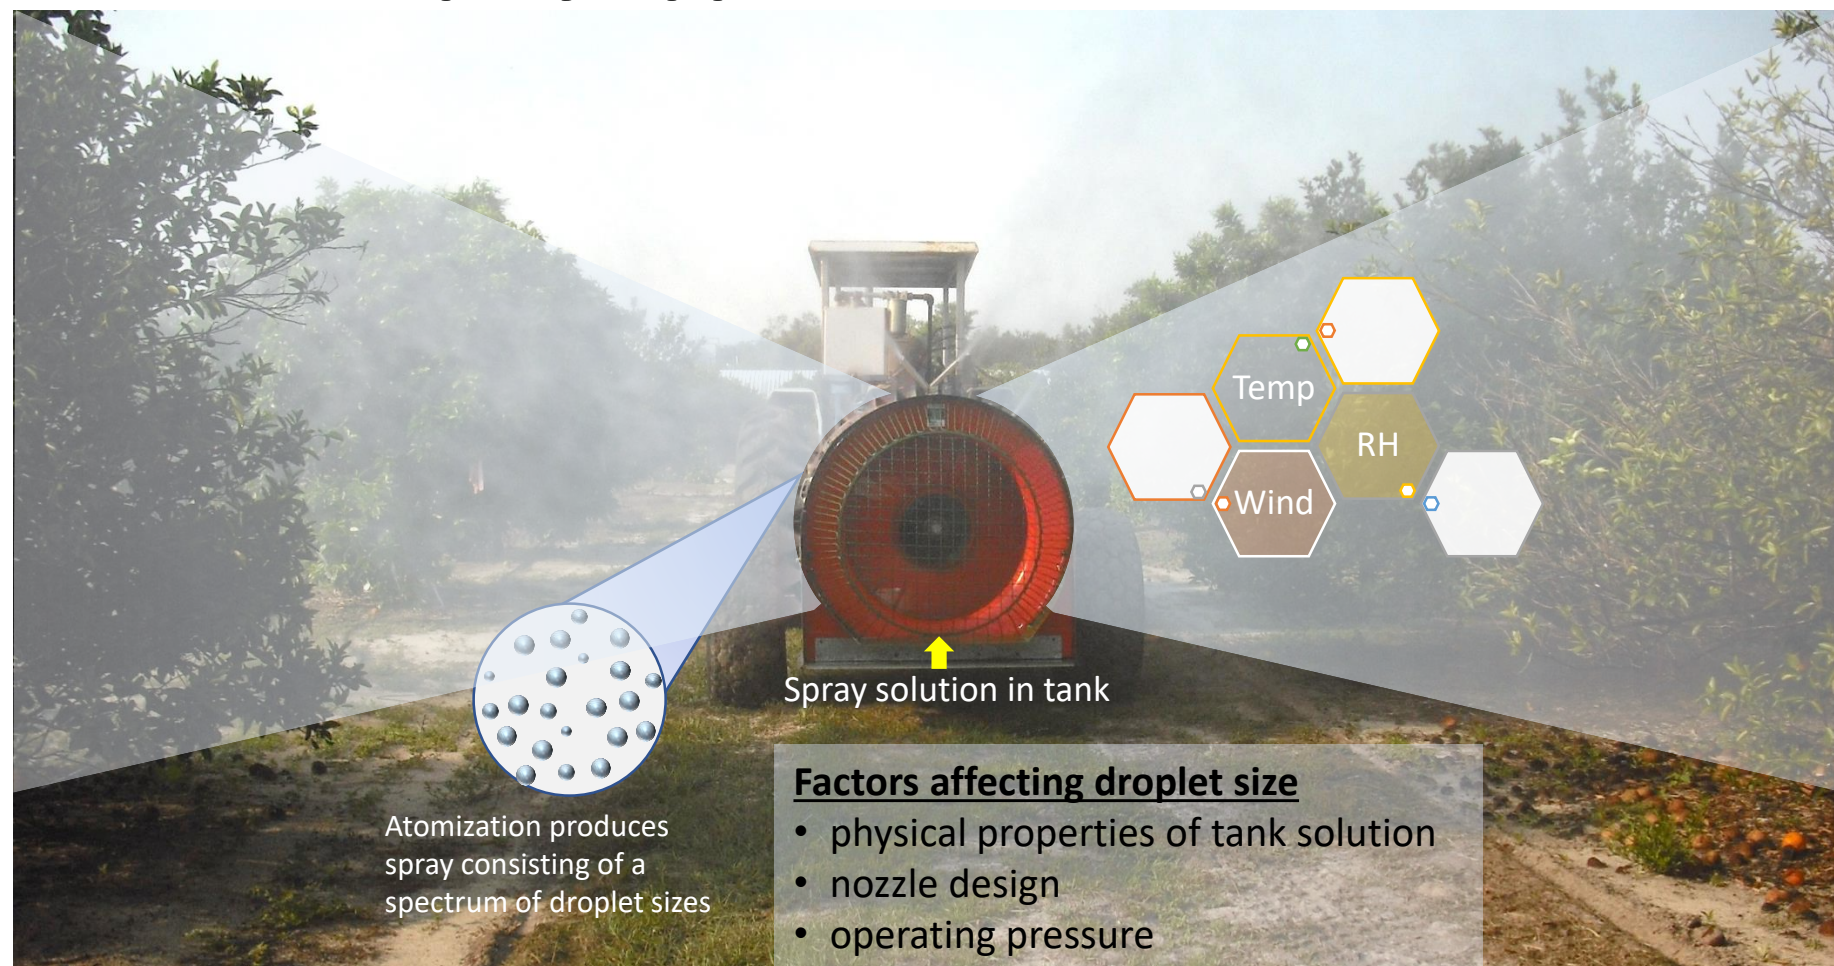 Temp
RH
Wind
Spray solution in tank
Atomization produces
spray consisting of a
spectrum of droplet sizes
Factors affecting droplet size
• physical properties of tank solution
• nozzle design
• operating pressure